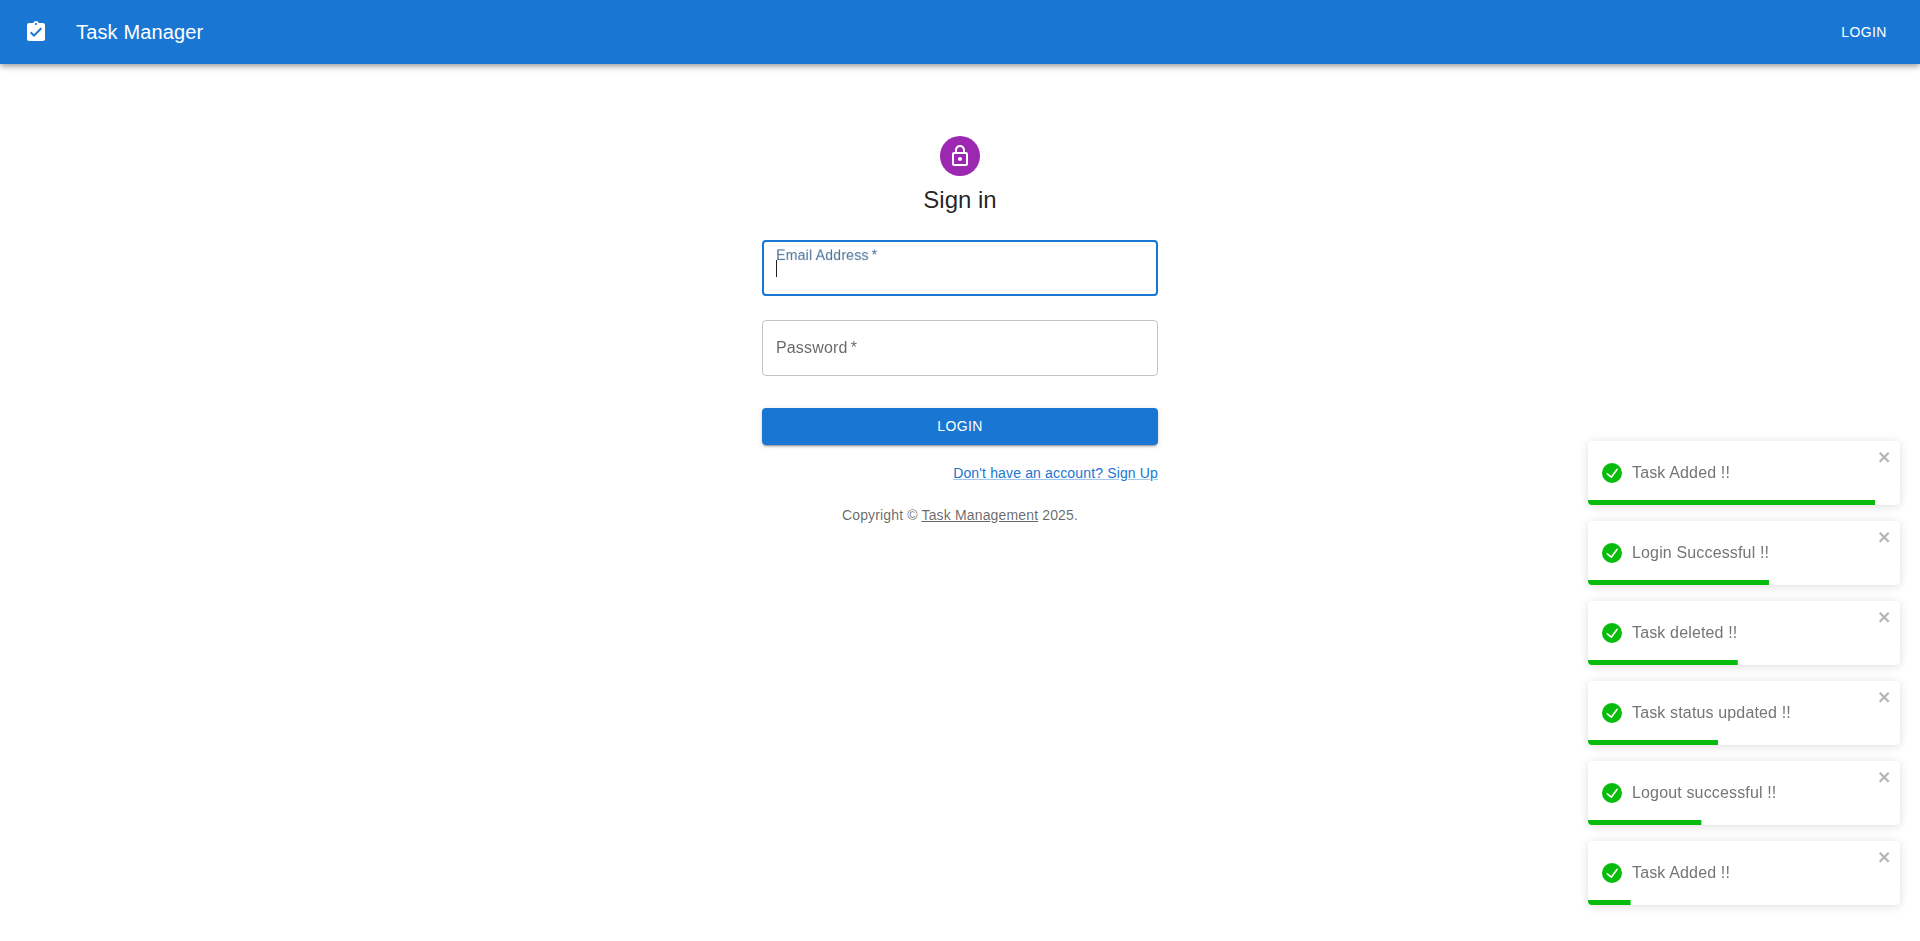 Task Manager
LOGIN
Sign in
Email Address *
Password *
LOGIN
Don't have an account? Sign Up
Copyright © Task Management 2025.
Task Added !!
Login Successful !!
Task deleted !!
Task status updated !!
Logout successful !!
Task Added !!